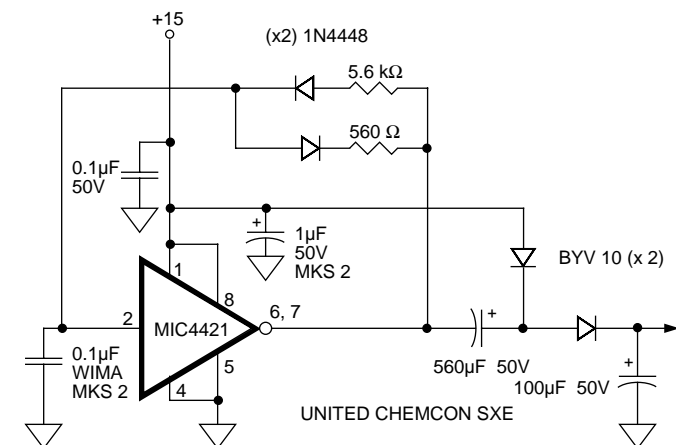 +15
(x2) 1N4448
5.6 kΩ
560 Ω
0.1µF
50V
+
1µF
50V
MKS 2
BYV 10 (x 2)
1
8
6, 7
2
MIC4421
+
0.1µF
WIMA
MKS 2
5
4
560µF 50V
+
100µF 50V
UNITED CHEMCON SXE